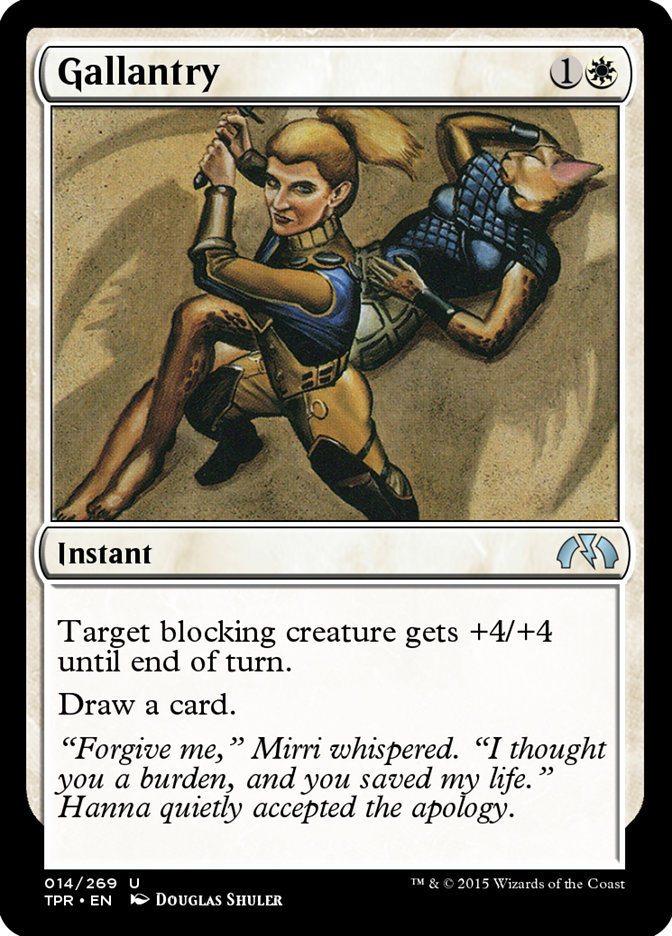 Gallantry 1
Instant
Target blocking creature gets +4/+4
until end of turn.
Draw a card.
“Forgive me,” Mirri whispered. “I thought
you a burden, and you saved my life.”
Hanna quietly accepted the apology.
014/269 U
TPR • EN Douglas Shuler
™ & © 2015 Wizards of the Coast